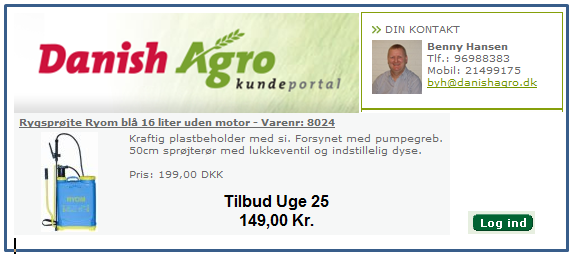 Danish Agro
kundeportal
DIN KONTAKT
Benny Hansen
Tlf.: 96988383
Mobil: 21499175
byh@danishagro.dk
Rygsprøjte Ryom blå 16 liter uden motor - Varenr: 8024
Kraftig plastbeholder med si. Forsynet med pumpegreb.
50cm sprøjterør med lukkeventil og indstillelig dyse.
Pris: 199,00 DKK
Tilbud Uge 25
149,00 Kr.
RYOM
Log ind